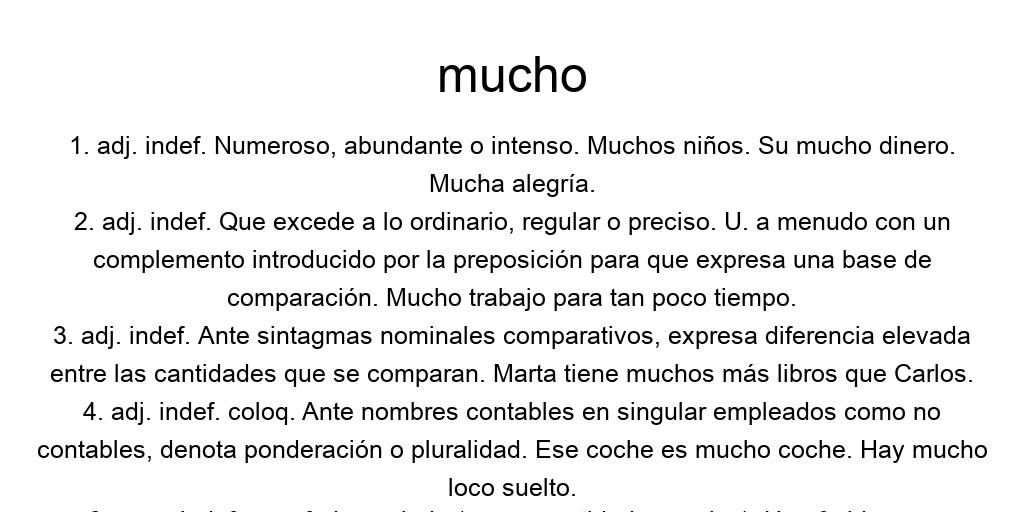 mucho
1. adj. indef. Numeroso, abundante o intenso. Muchos niños. Su mucho dinero.
Mucha alegría.
2. adj. indef. Que excede a lo ordinario, regular o preciso. U. a menudo con un
complemento introducido por la preposición para que expresa una base de
comparación. Mucho trabajo para tan poco tiempo.
3. adj. indef. Ante sintagmas nominales comparativos, expresa diferencia elevada
entre las cantidades que se comparan. Marta tiene muchos más libros que Carlos.
4. adj. indef. coloq. Ante nombres contables en singular empleados como no
contables, denota ponderación o pluralidad. Ese coche es mucho coche. Hay mucho
loco suelto.